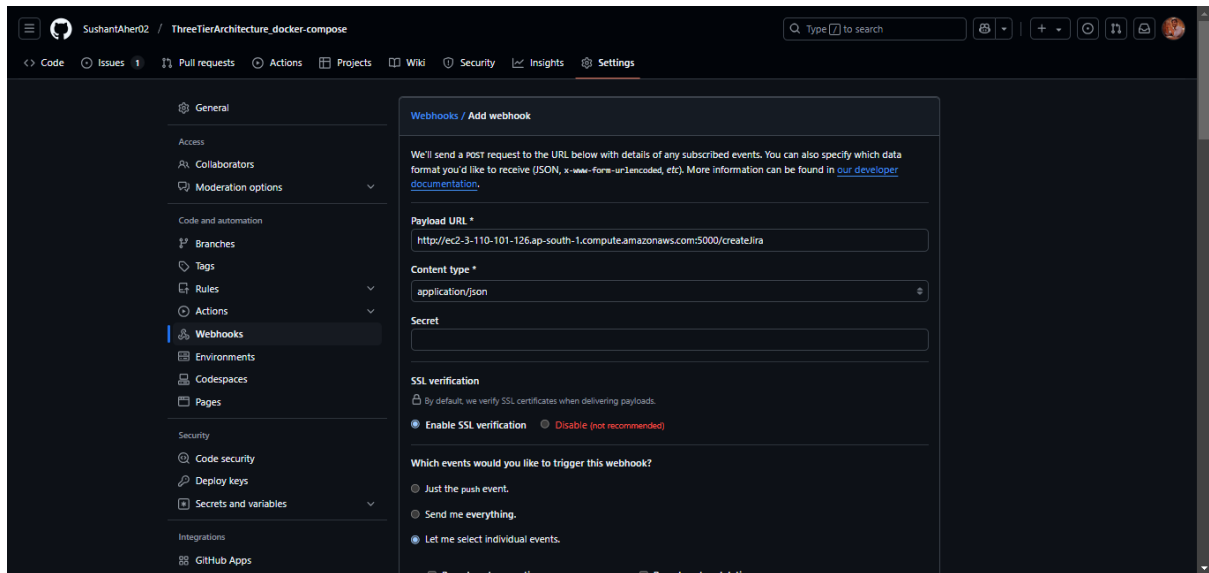 SushantAher02 / ThreeTierArchitecture_docker-compose
Type / to search
Code
Issues 1
Pull requests
Actions
Projects
Wiki
Security
Insights
Settings
General
Access
Collaborators
Moderation options
Code and automation
Branches
Tags
Rules
Actions
Webhooks
Environments
Codespaces
Pages
Security
Code security
Deploy keys
Secrets and variables
Integrations
GitHub Apps
Webhooks / Add webhook
We'll send a POST request to the URL below with details of any subscribed events. You can also specify which data
format you'd like to receive (JSON, x-www-form-urlencoded, etc). More information can be found in our developer
documentation.
Payload URL *
http://ec2-3-110-101-126.ap-south-1.compute.amazonaws.com:5000/createJira
Content type *
application/json
Secret
SSL verification
By default, we verify SSL certificates when delivering payloads.
Enable SSL verification
Disable (not recommended)
Which events would you like to trigger this webhook?
Just the push event.
Send me everything.
Let me select individual events.